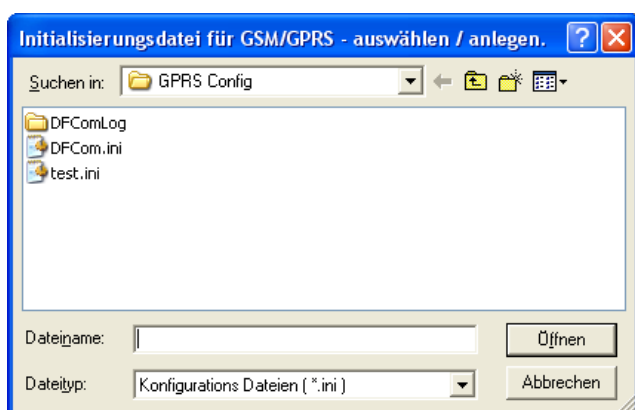 Initialisierungsdatei für GSM/GPRS - auswählen / anlegen.
Suchen in: GPRS Config
DFComLog
DFCom.ini
test.ini
Dateiname: Öffnen
Dateityp: Konfigurations Dateien ( *.ini ) Abbrechen